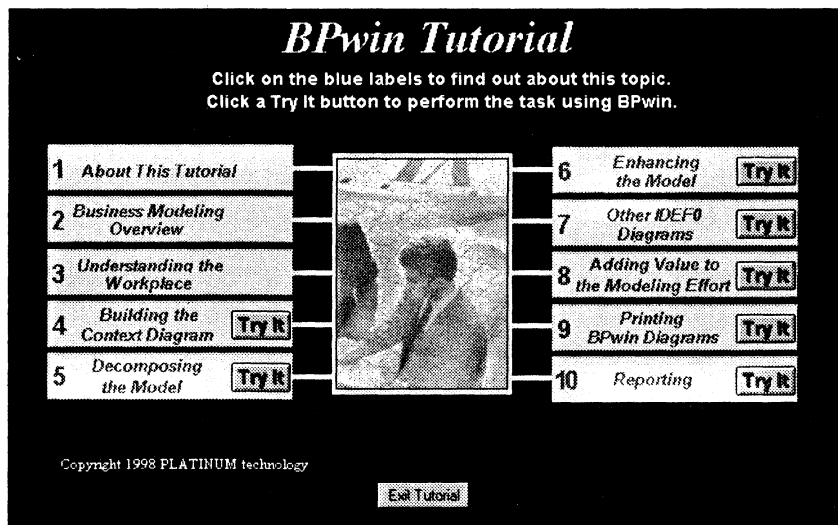 BPwin Tutorial
Click on the blue labels to find out about this topic.
Click a Try It button to perform the task using BPwin.
1 About This Tutorial
2 Business Modeling
Overview
3 Understanding the
Workplace
4 Building the
Context Diagram Try It
5 Decomposing
the Model Try It
6 Enhancing
the Model Try It
7 Other IDEF0
Diagrams Try It
8 Adding Value to
the Modeling Effort Try It
9 Printing
BPwin Diagrams Try It
10 Reporting Try It
Copyright 1998 PLATINUM technology
Exit Tutorial